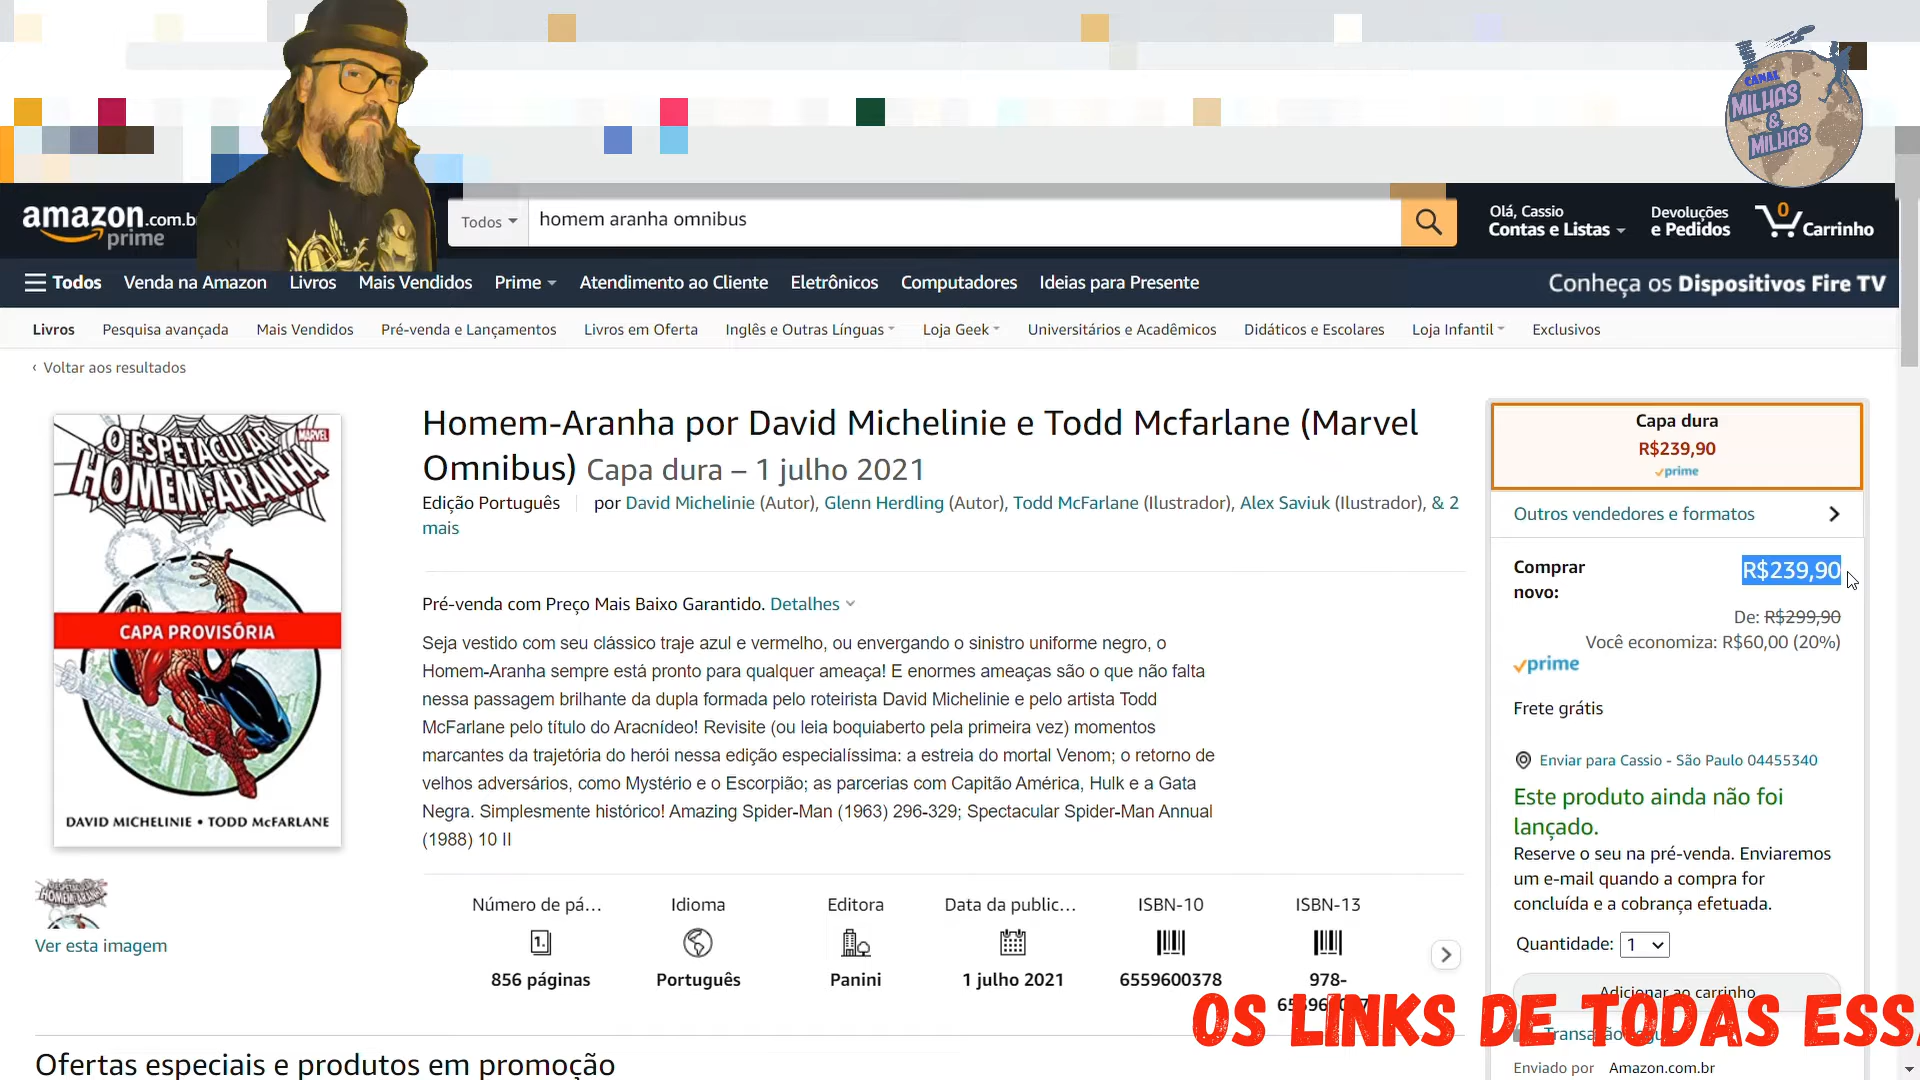 CANAL
MILHAS
&
MILHAS
amazon.com.b
prime
Todos
homem aranha omnibus
Olá, Cassio
Contas e Listas
Devoluções
e Pedidos
0
Carrinho
Todos
Venda na Amazon
Livros
Mais Vendidos
Prime
Atendimento ao Cliente
Eletrônicos
Computadores
Ideias para Presente
Conheça os Dispositivos Fire TV
Livros
Pesquisa avançada
Mais Vendidos
Pré-venda e Lançamentos
Livros em Oferta
Inglês e Outras Línguas
Loja Geek
Universitários e Acadêmicos
Didáticos e Escolares
Loja Infantil
Exclusivos
‹ Voltar aos resultados
O ESPETACULAR
HOMEM-ARANHA
MARVEL
CAPA PROVISÓRIA
DAVID MICHELINIE • TODD McFARLANE
HOMEM-ARANHA
Ver esta imagem
Homem-Aranha por David Michelinie e Todd Mcfarlane (Marvel
Omnibus) Capa dura – 1 julho 2021
Edição Português
por David Michelinie (Autor), Glenn Herdling (Autor), Todd McFarlane (Ilustrador), Alex Saviuk (Ilustrador), & 2
mais
Pré-venda com Preço Mais Baixo Garantido. Detalhes
Seja vestido com seu clássico traje azul e vermelho, ou envergando o sinistro uniforme negro, o
Homem-Aranha sempre está pronto para qualquer ameaça! E enormes ameaças são o que não falta
nessa passagem brilhante da dupla formada pelo roteirista David Michelinie e pelo artista Todd
McFarlane pelo título do Aracnídeo! Revisite (ou leia boquiaberto pela primeira vez) momentos
marcantes da trajetória do herói nessa edição especialíssima: a estreia do mortal Venom; o retorno de
velhos adversários, como Mystério e o Escorpião; as parcerias com Capitão América, Hulk e a Gata
Negra. Simplesmente histórico! Amazing Spider-Man (1963) 296-329; Spectacular Spider-Man Annual
(1988) 10 II
Número de pá...
1.
856 páginas
Idioma
Português
Editora
Panini
Data da public...
1 julho 2021
ISBN-10
6559600378
ISBN-13
978-
Capa dura
R$239,90
prime
Outros vendedores e formatos
Comprar
novo:
R$239,90
De: R$299,90
Você economiza: R$60,00 (20%)
prime
Frete grátis
Enviar para Cassio - São Paulo 04455340
Este produto ainda não foi
lançado.
Reserve o seu na pré-venda. Enviaremos
um e-mail quando a compra for
concluída e a cobrança efetuada.
Quantidade: 1
Adicionar ao carrinho
OS LINKS DE TODAS ESS
Enviado por Amazon.com.br
Ofertas especiais e produtos em promoção